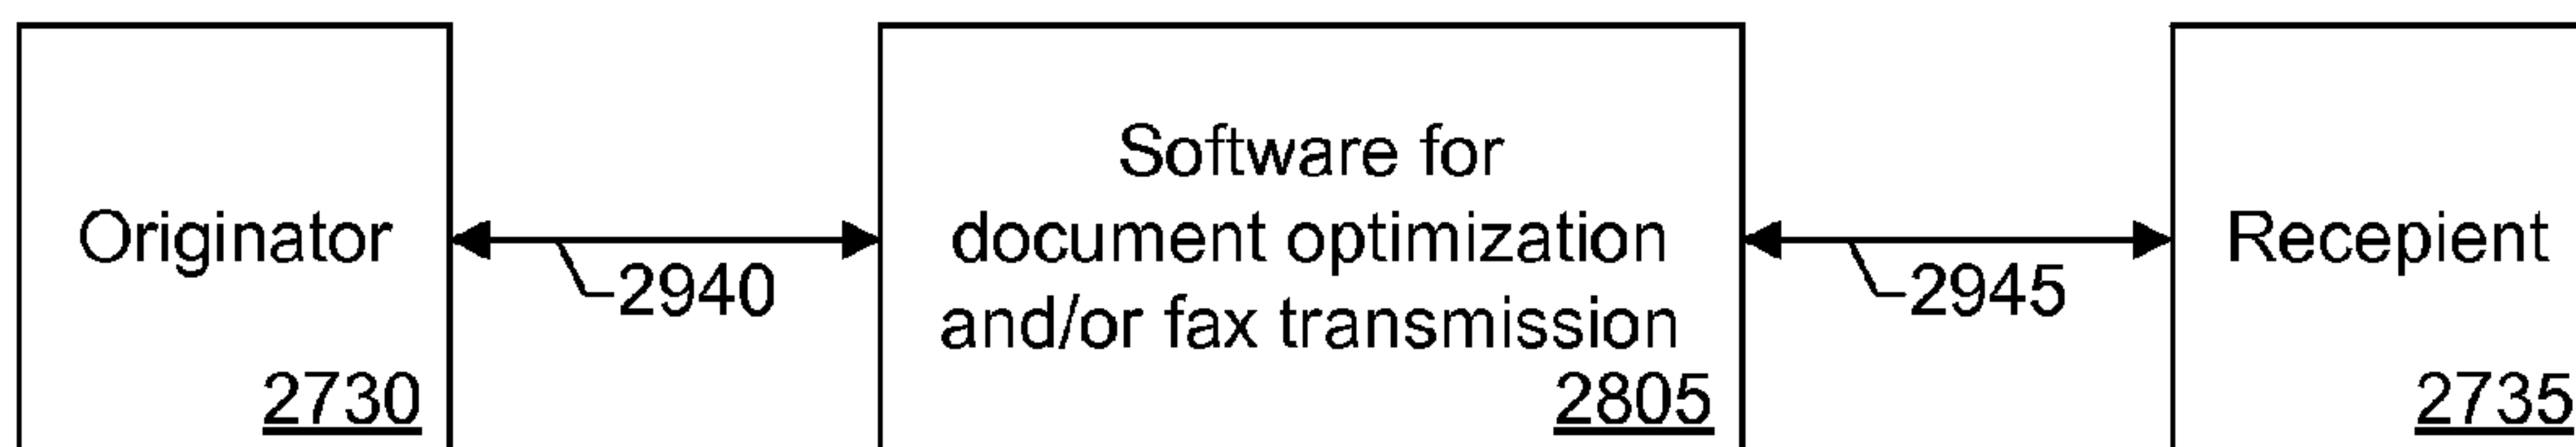 Originator
2730
2940
Software for
document optimization
and/or fax transmission
2805
2945
Recepient
2735